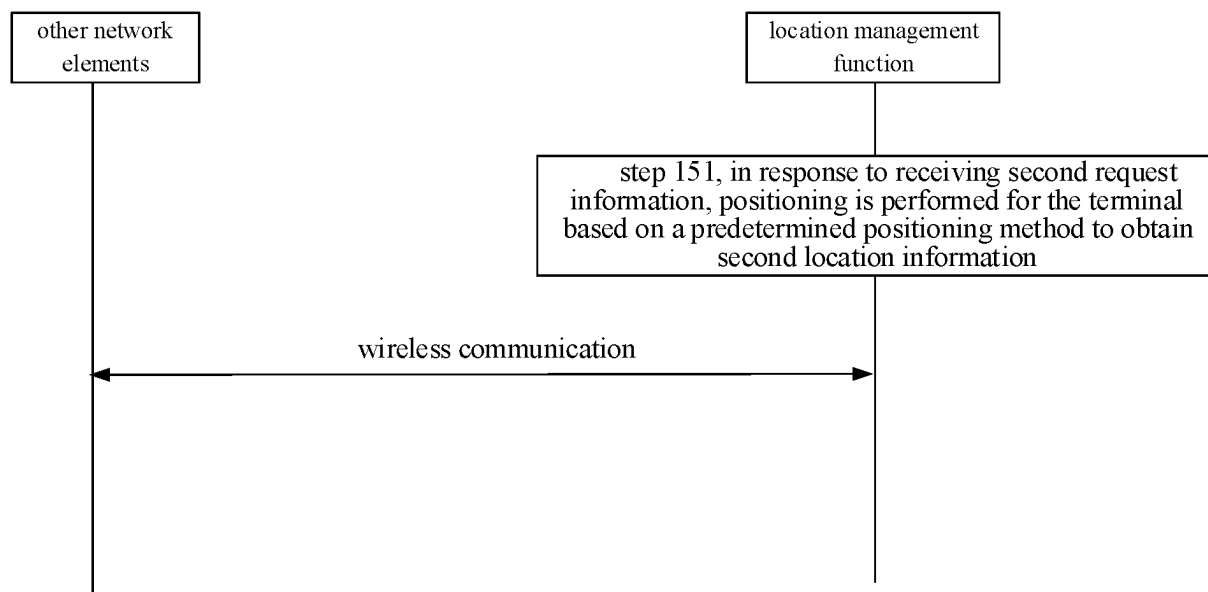 other network
elements
location management
function
step 151, in response to receiving second request
information, positioning is performed for the terminal
based on a predetermined positioning method to obtain
second location information
wireless communication